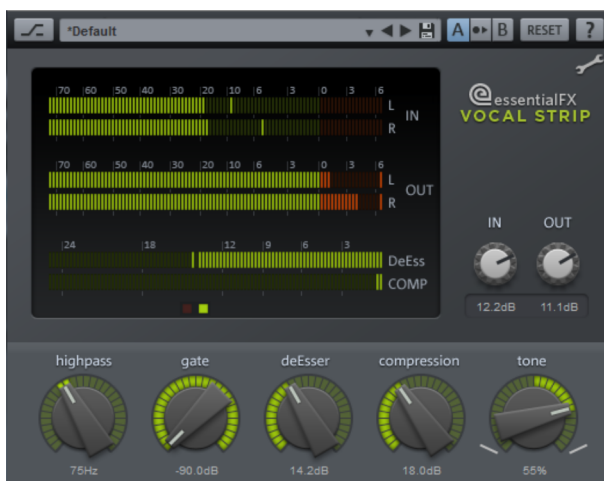 *Default A B RESET ?
essentialFX
VOCAL STRIP
70 60 50 40 30 20 10 6 3 0 3 6
L
IN
R
70 60 50 40 30 20 10 6 3 0 3 6
L
OUT
R
24 18 12 9 6 3
DeEss
COMP
IN OUT
12.2dB 11.1dB
highpass gate deEsser compression tone
75Hz -90.0dB 14.2dB 18.0dB 55%